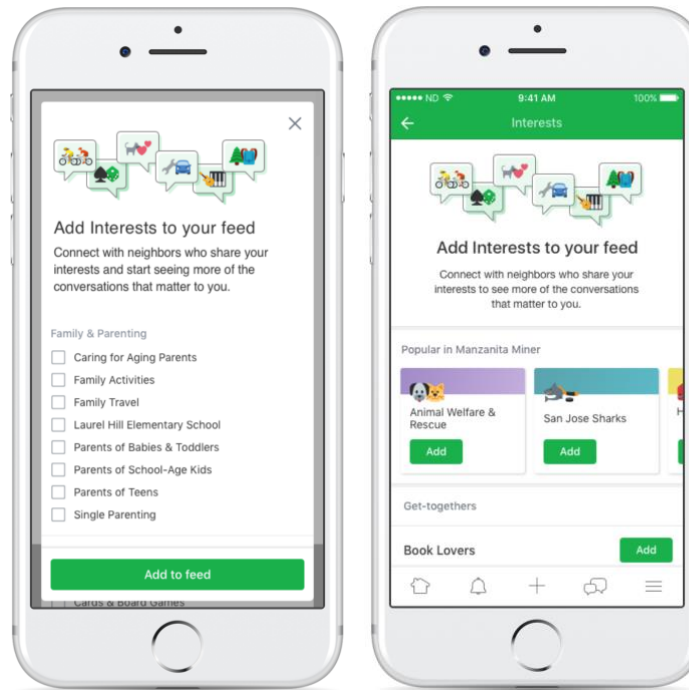 Add Interests to your feed
Connect with neighbors who share your
interests and start seeing more of the
conversations that matter to you.
Family & Parenting
Caring for Aging Parents
Family Activities
Family Travel
Laurel Hill Elementary School
Parents of Babies & Toddlers
Parents of School-Age Kids
Parents of Teens
Single Parenting
Add to feed
Cards & Board Games
ND
9:41 AM
100%
Interests
Add Interests to your feed
Connect with neighbors who share your
interests to see more of the conversations
that matter to you.
Popular in Manzanita Miner
Animal Welfare &
Rescue
Add
San Jose Sharks
Add
H
Get-togethers
Book Lovers
Add